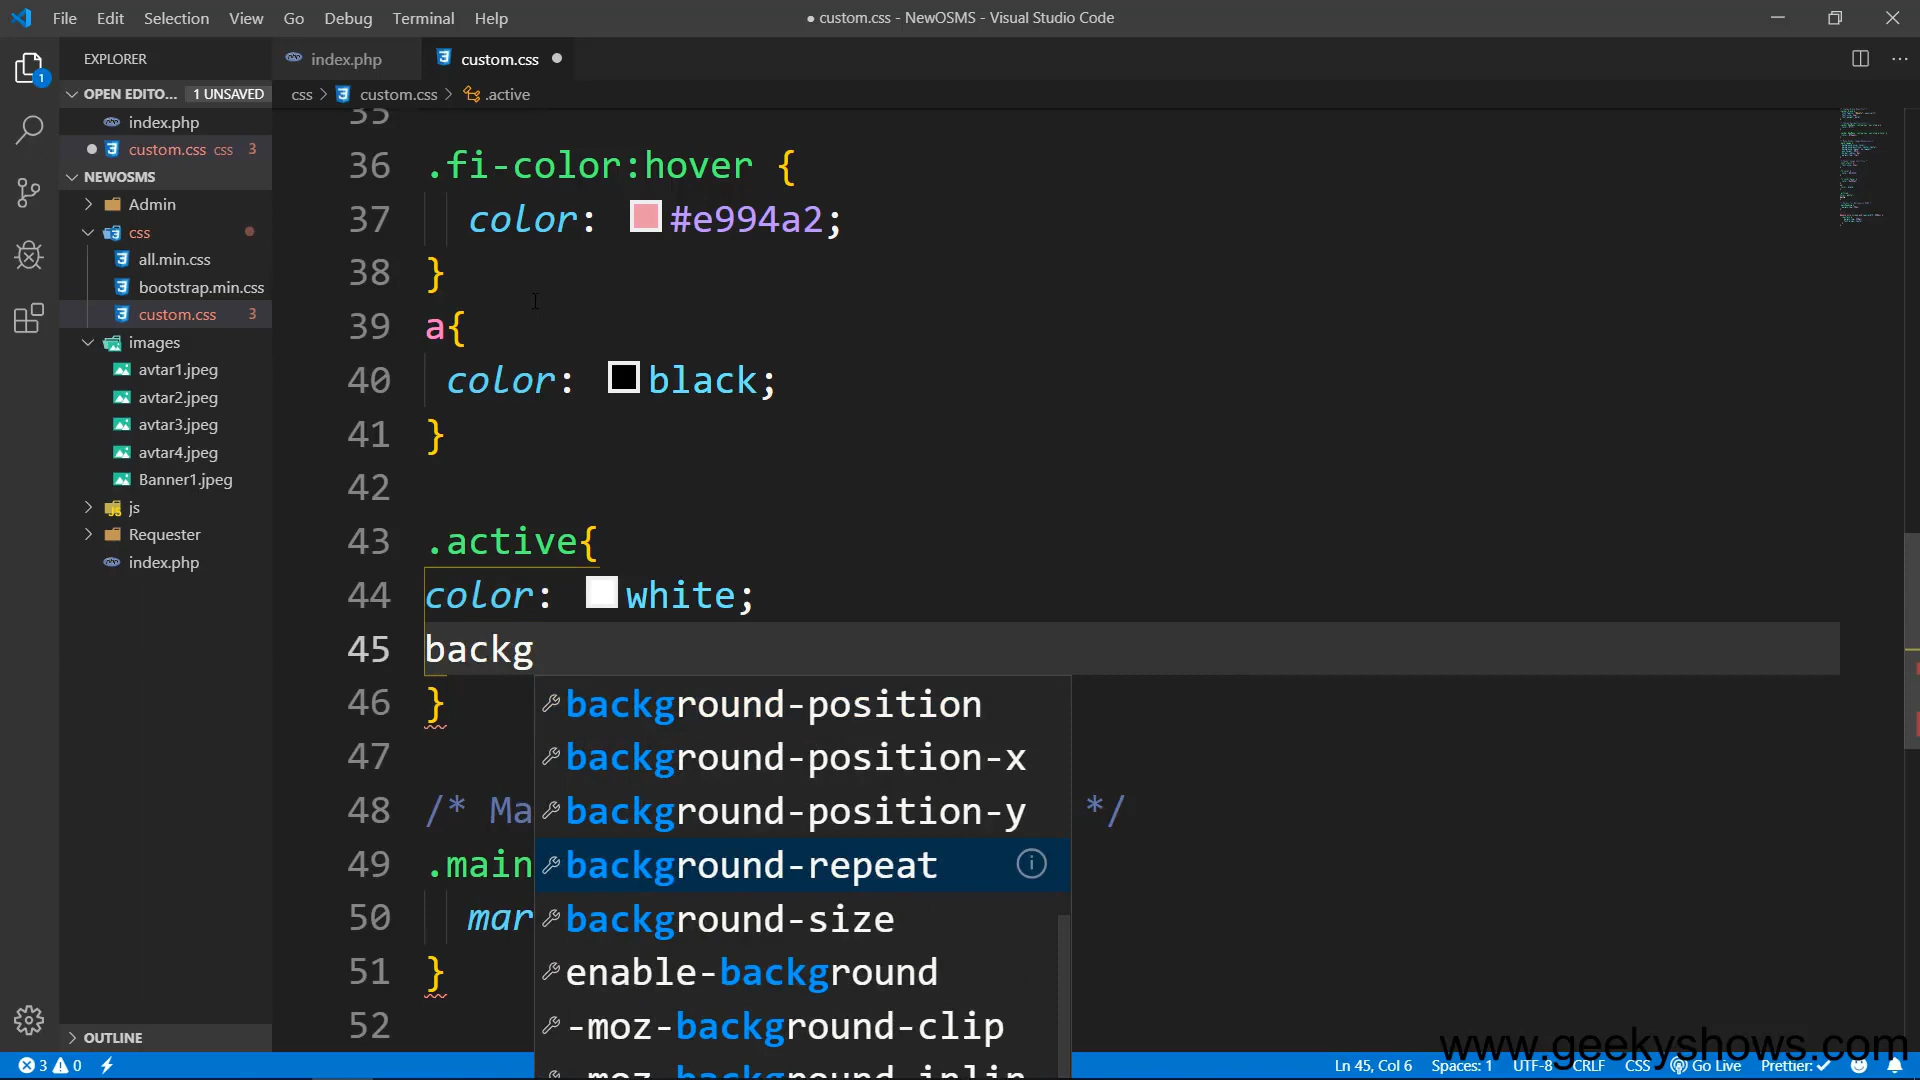 File Edit Selection View Go Debug Terminal Help
● custom.css - NewOSMS - Visual Studio Code
EXPLORER
OPEN EDITO... 1 UNSAVED
index.php
custom.css css 3
NEWOSMS
Admin
css
all.min.css
bootstrap.min.css
custom.css 3
images
avtar1.jpeg
avtar2.jpeg
avtar3.jpeg
avtar4.jpeg
Banner1.jpeg
js
Requester
index.php
OUTLINE
1
index.php custom.css
css > custom.css > .active
35
36 .fi-color:hover {
37 color: #e994a2;
38 }
39 a{
40 color: black;
41 }
42
43 .active{
44 color: white;
45 backg
46 }
47
48 /* Ma */
49 .main
50 mar
51 }
52
background-position
background-position-x
background-position-y
background-repeat
background-size
enable-background
-moz-background-clip
-moz-background-inlin
www.geekyshows.com
3 0
Ln 45, Col 6 Spaces: 1 UTF-8 CRLF CSS Go Live Prettier: ✓